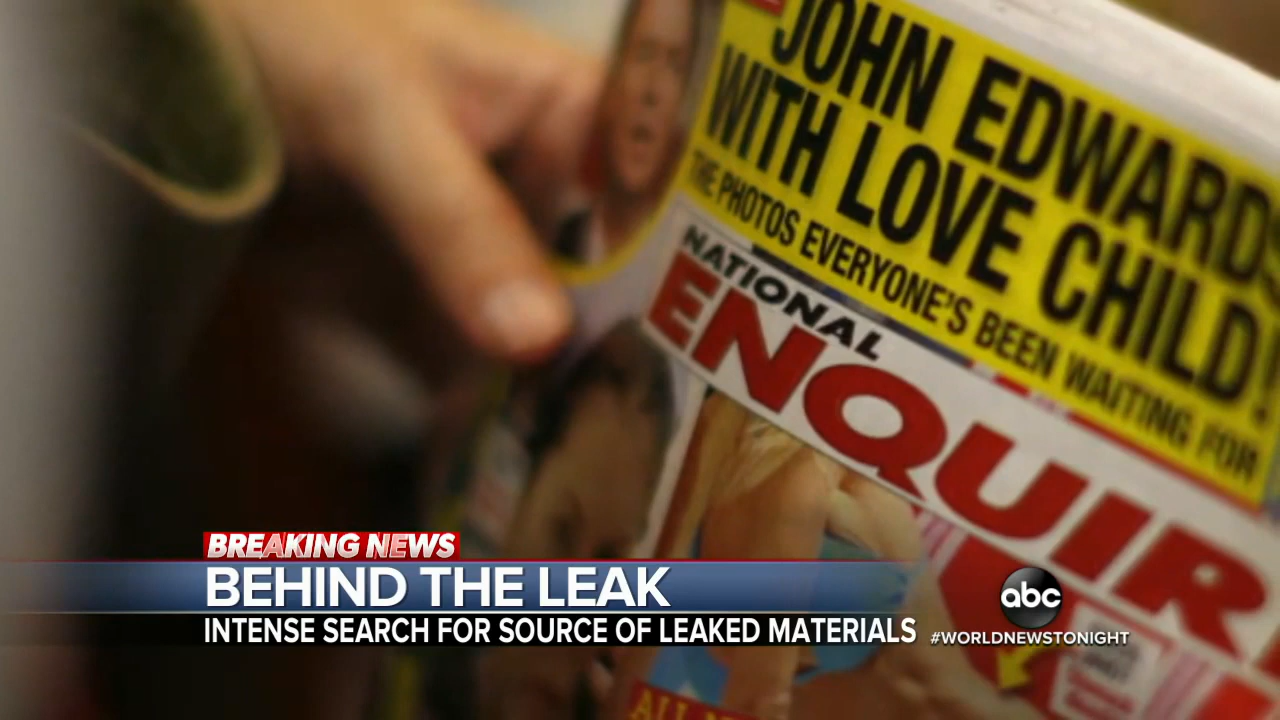 JOHN EDWARDS
WITH LOVE CHILD!
THE PHOTOS EVERYONE'S BEEN WAITING FOR
NATIONAL
ENQUIR
BREAKING NEWS
BEHIND THE LEAK
INTENSE SEARCH FOR SOURCE OF LEAKED MATERIALS
abc
#WORLDNEWSTONIGHT